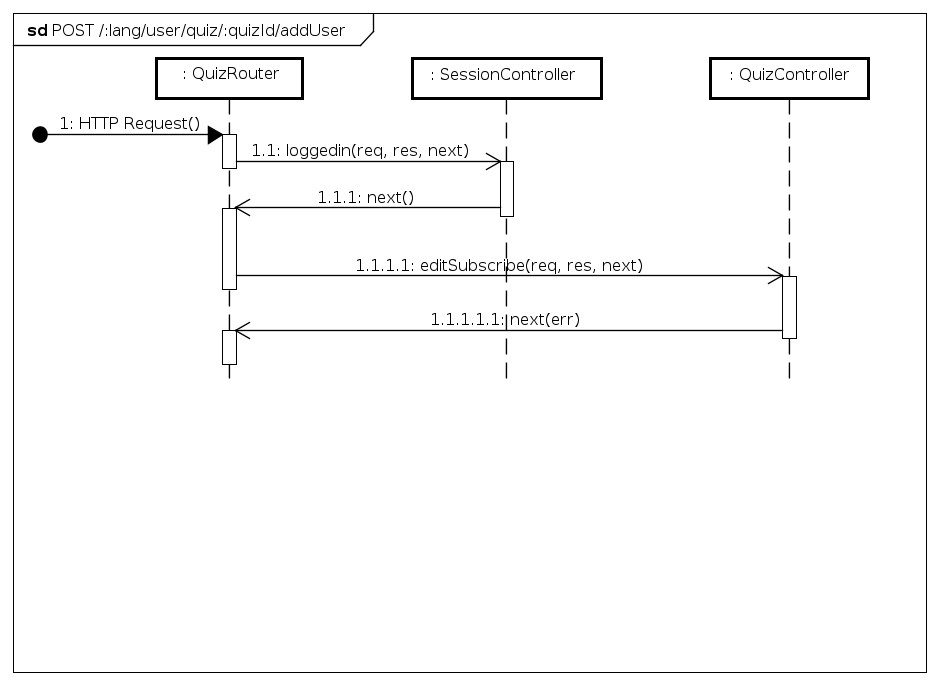 sd POST /:lang/user/quiz/:quizId/addUser
: QuizRouter
: SessionController
: QuizController
1: HTTP Request()
1.1: loggedin(req, res, next)
1.1.1: next()
1.1.1.1: editSubscribe(req, res, next)
1.1.1.1.1: next(err)